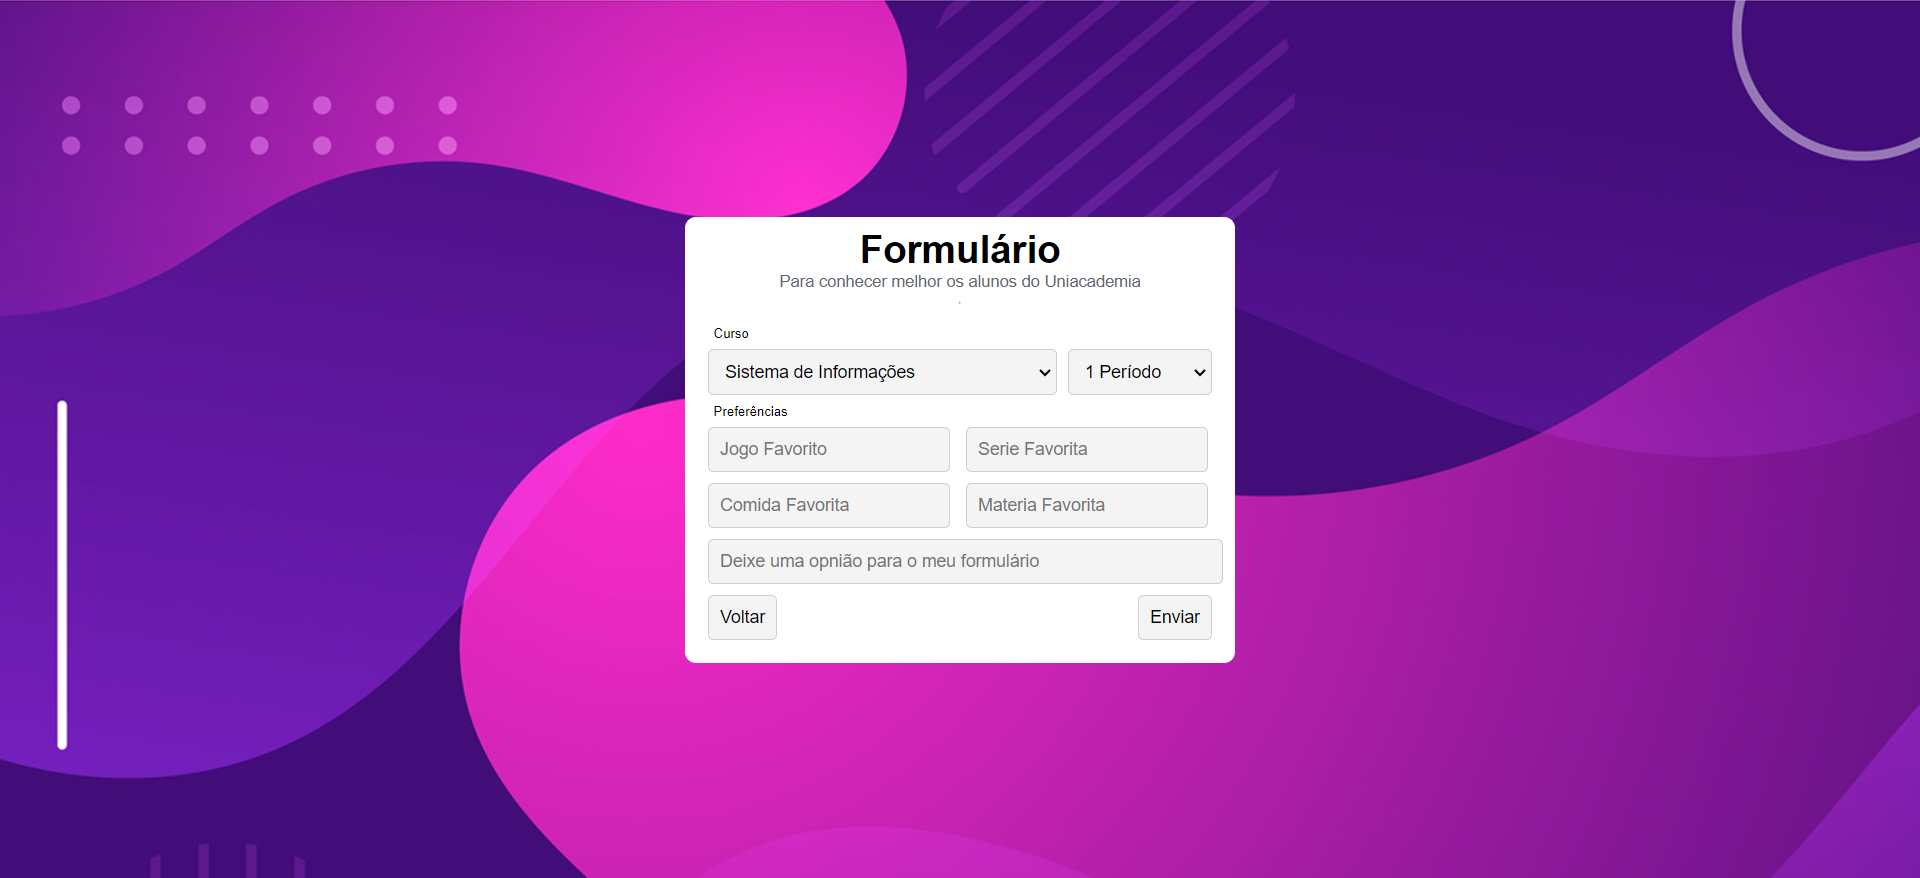 Formulário
Para conhecer melhor os alunos do Uniacademia
.
Curso
Sistema de Informações 1 Período
Preferências
Jogo Favorito Serie Favorita
Comida Favorita Materia Favorita
Deixe uma opnião para o meu formulário
Voltar Enviar